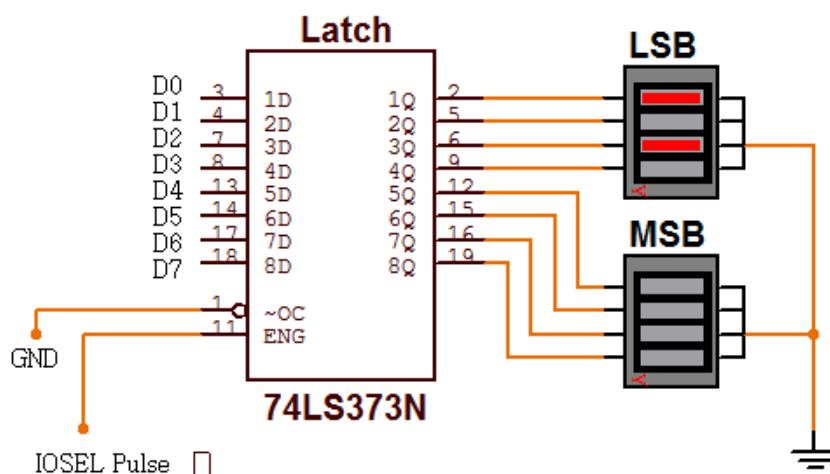 Latch
LSB
D0 3 1D 1Q 2
D1 4 2D 2Q 5
D2 7 3D 3Q 6
D3 8 4D 4Q 9
D4 13 5D 5Q 12
D5 14 6D 6Q 15
D6 17 7D 7Q 16
D7 18 8D 8Q 19
MSB
1 ~OC
11 ENG
GND
74LS373N
IOSEL Pulse